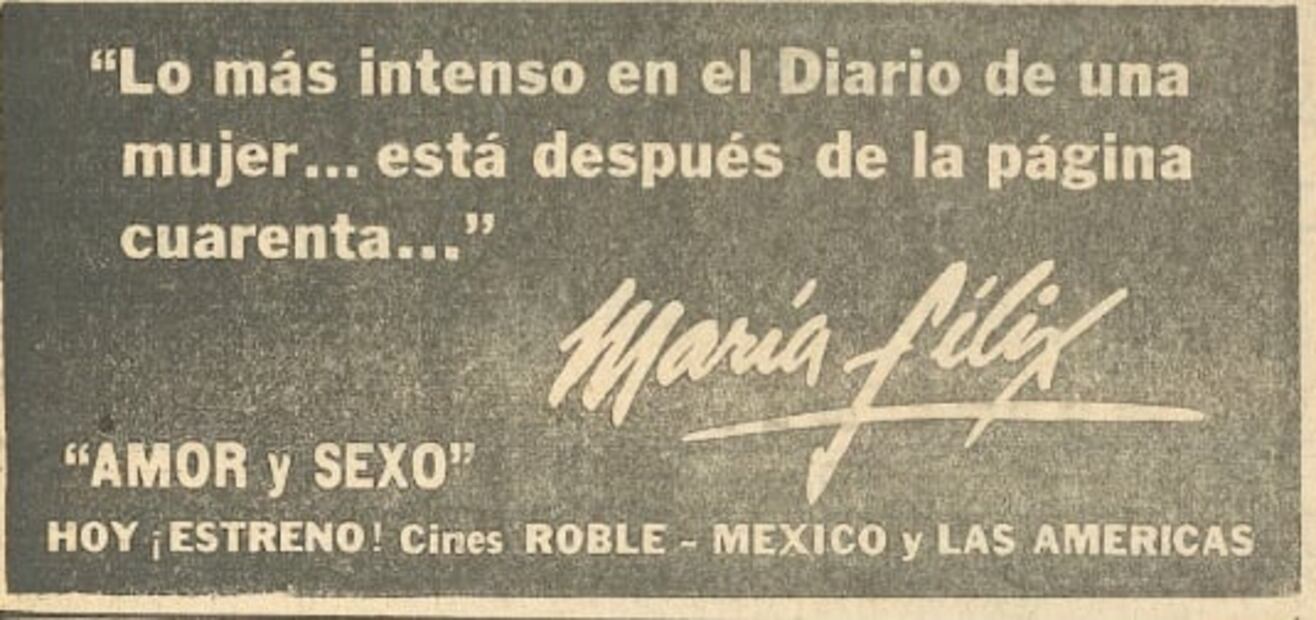 “Lo más intenso en el Diario de una
mujer... está después de la página
cuarenta...”
María Félix
“AMOR y SEXO”
HOY ¡ESTRENO! Cines ROBLE - MEXICO y LAS AMERICAS